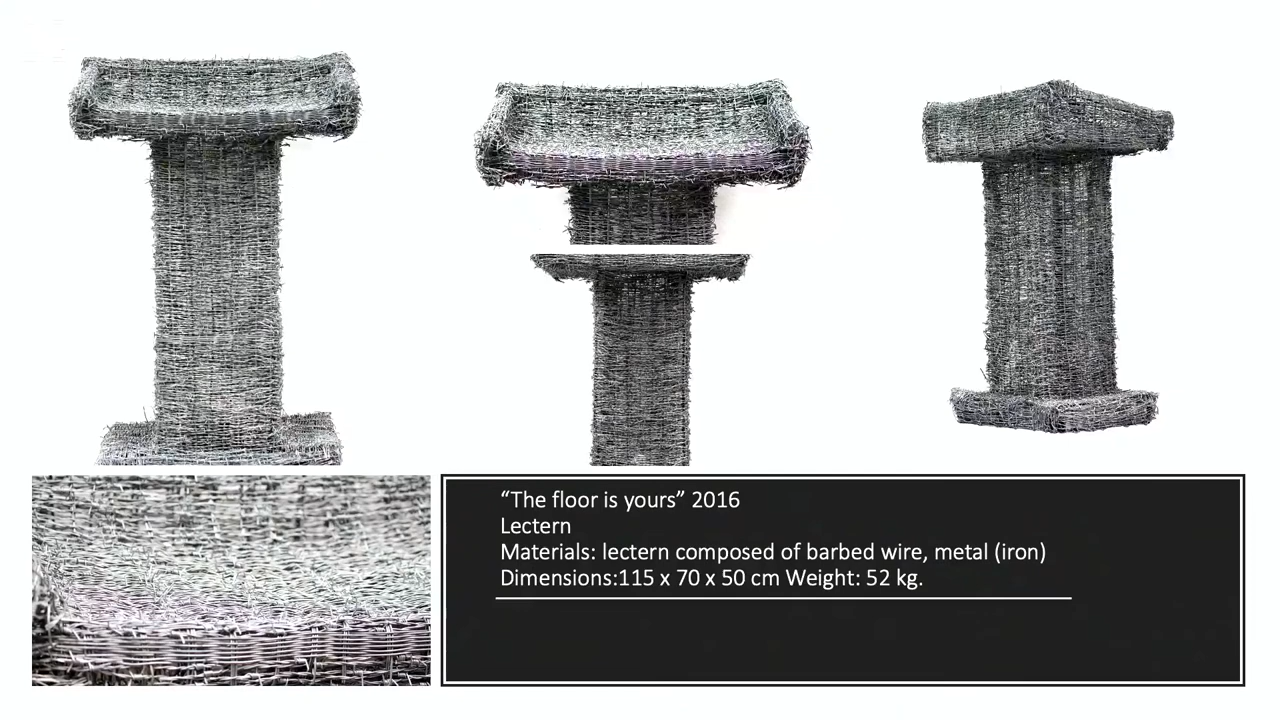 “The floor is yours” 2016
Lectern
Materials: lectern composed of barbed wire, metal (iron)
Dimensions:115 x 70 x 50 cm Weight: 52 kg.